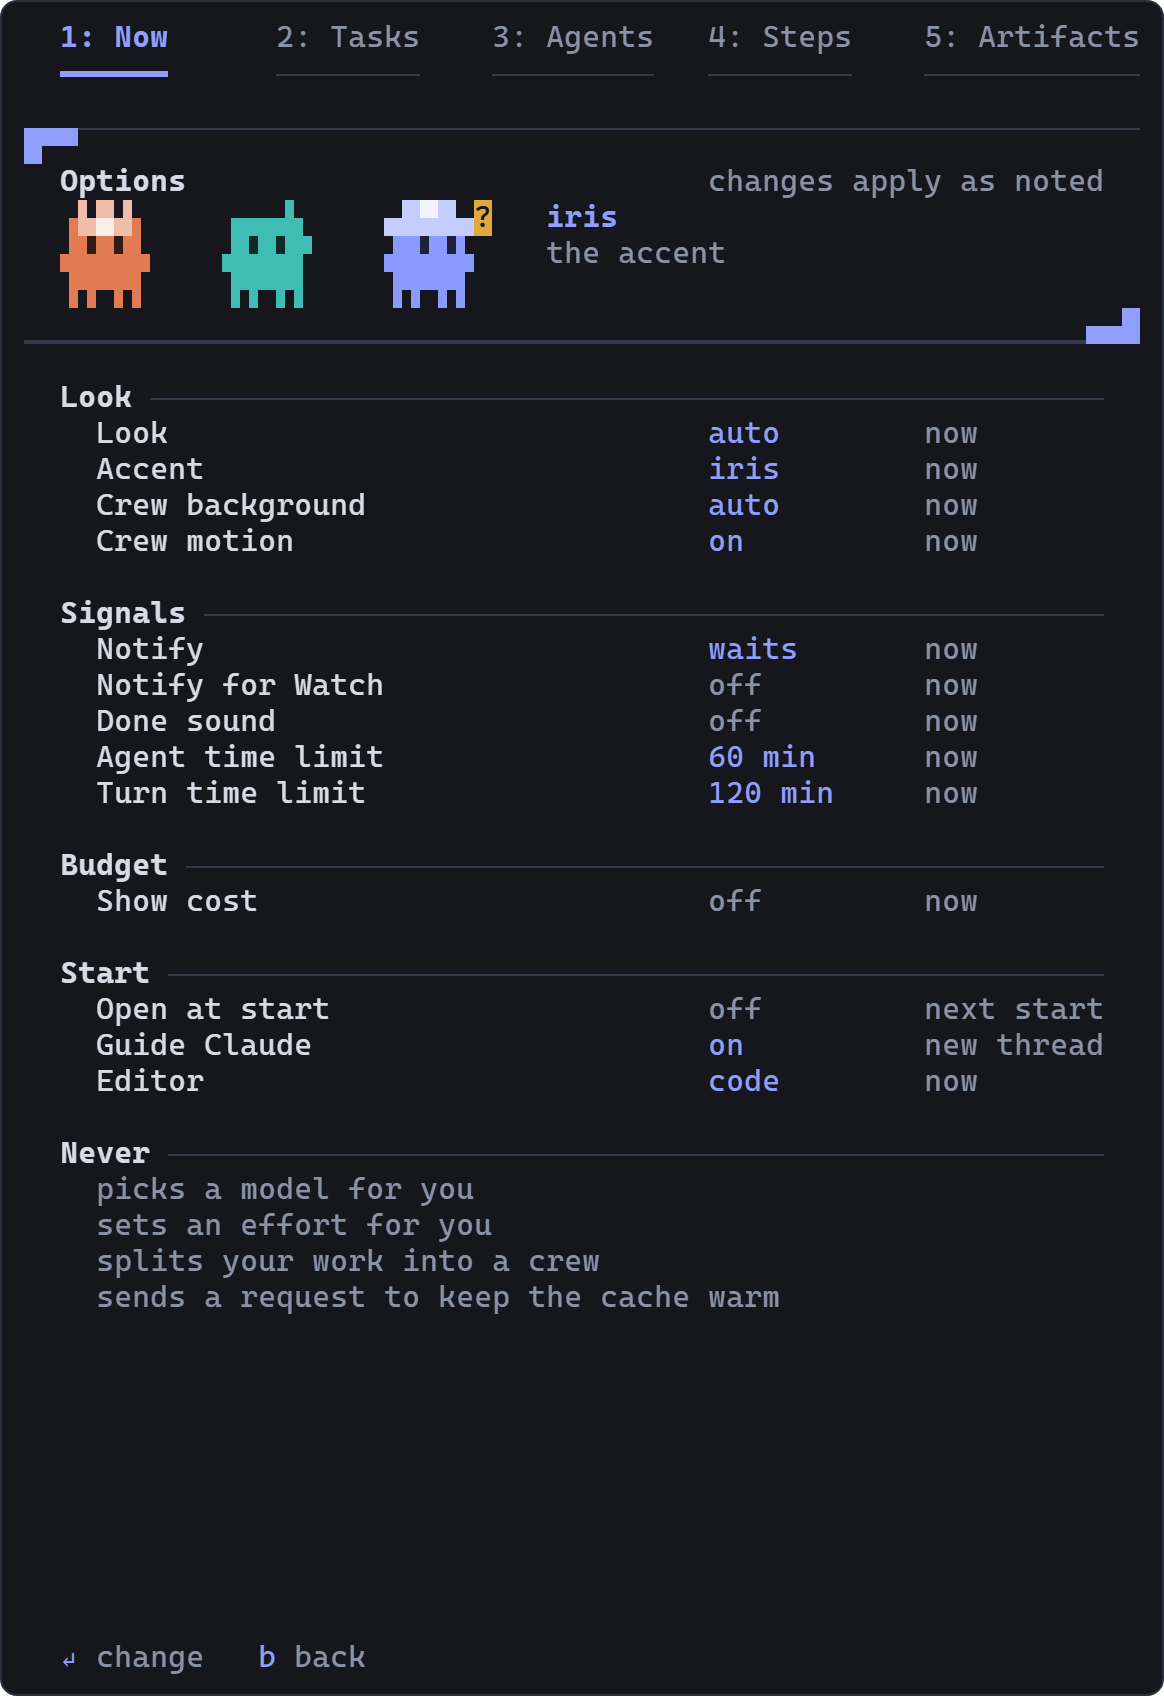 1: Now 2: Tasks 3: Agents 4: Steps 5: Artifacts
Options changes apply as noted
? iris
the accent
Look
Look auto now
Accent iris now
Crew background auto now
Crew motion on now
Signals
Notify waits now
Notify for Watch off now
Done sound off now
Agent time limit 60 min now
Turn time limit 120 min now
Budget
Show cost off now
Start
Open at start off next start
Guide Claude on new thread
Editor code now
Never
picks a model for you
sets an effort for you
splits your work into a crew
sends a request to keep the cache warm
↲ change b back